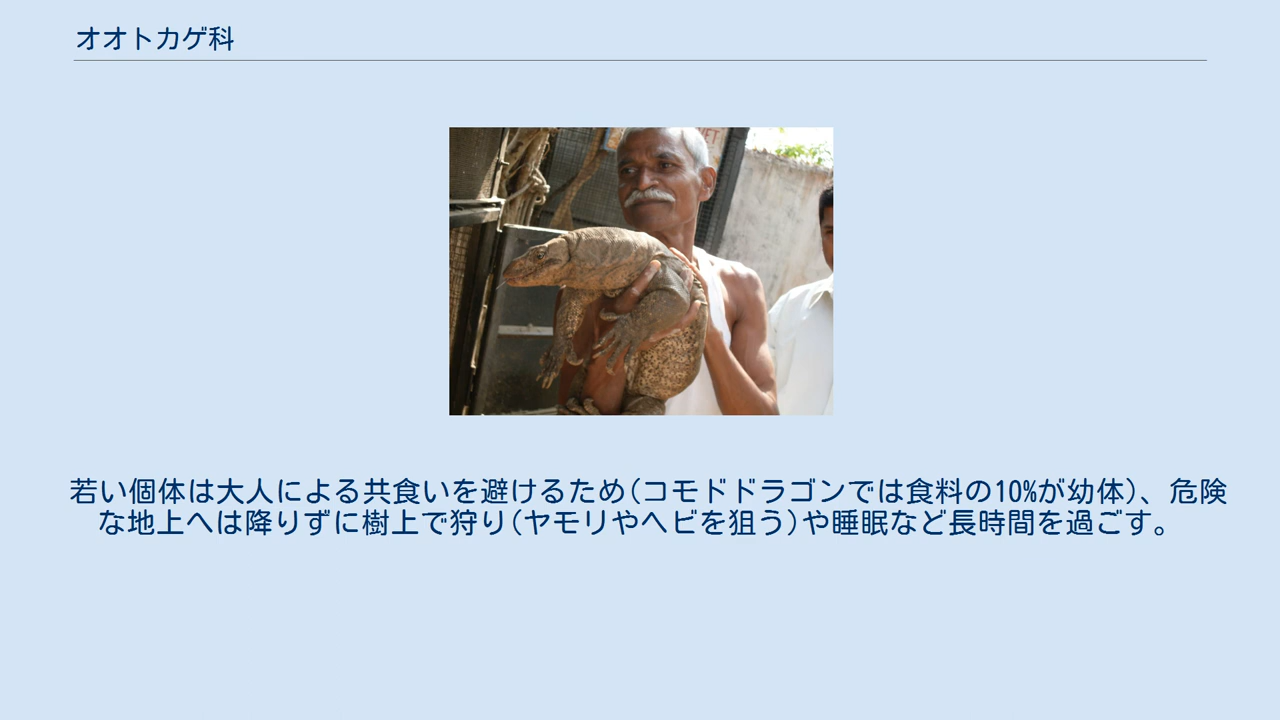 オオトカゲ科
若い個体は大人による共食いを避けるため(コモドドラゴンでは食料の10%が幼体)、危険
な地上へは降りずに樹上で狩り(ヤモリやヘビを狙う)や睡眠など長時間を過ごす。